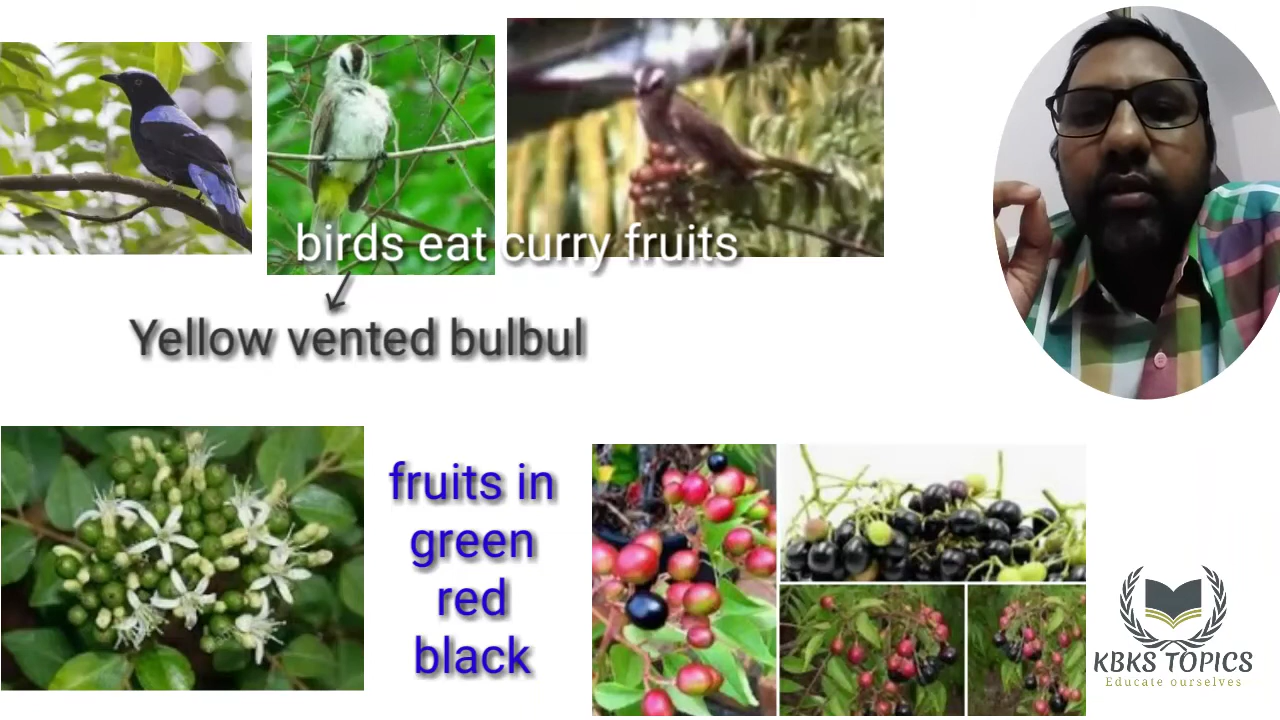 birds eat curry fruits
Yellow vented bulbul
fruits in
green
red
black
KBKS TOPICS
Educate ourselves